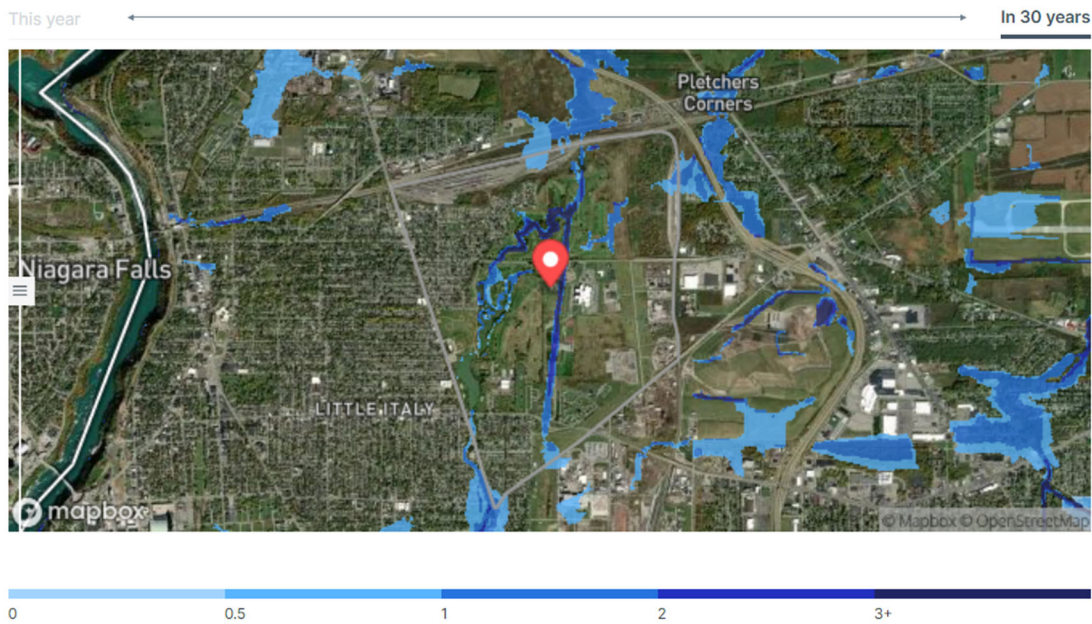 This year
In 30 years
Pletchers
Corners
Niagara Falls
LITTLE ITALY
mapbox
© Mapbox © OpenStreetMap
0
0.5
1
2
3+